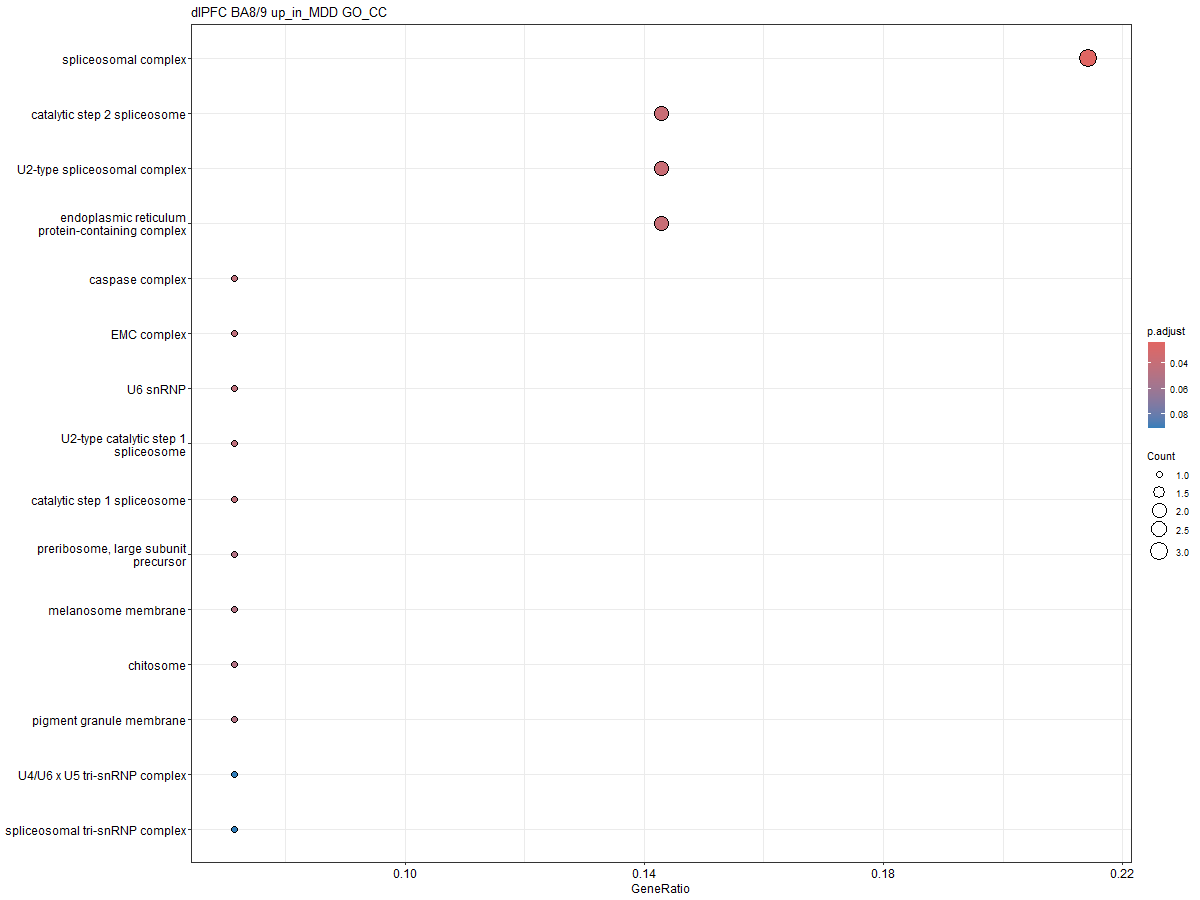 dlPFC BA8/9 up_in_MDD GO_CC
spliceosomal complex
catalytic step 2 spliceosome
U2-type spliceosomal complex
endoplasmic reticulum
protein-containing complex
caspase complex
EMC complex
U6 snRNP
U2-type catalytic step 1
spliceosome
catalytic step 1 spliceosome
preribosome, large subunit
precursor
melanosome membrane
chitosome
pigment granule membrane
U4/U6 x U5 tri-snRNP complex
spliceosomal tri-snRNP complex
0.10
0.14
0.18
0.22
GeneRatio
p.adjust
0.04
0.06
0.08
Count
1.0
1.5
2.0
2.5
3.0